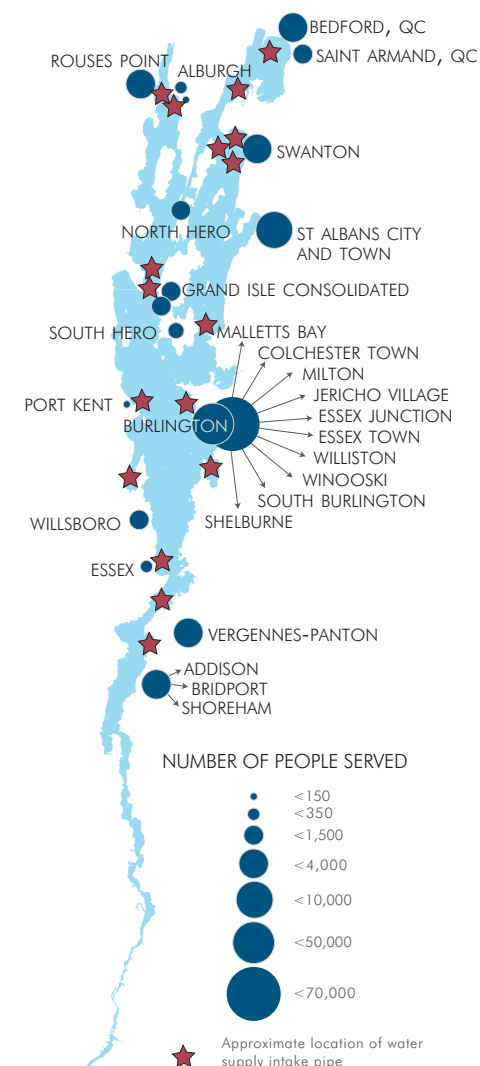 BEDFORD, QC
SAINT ARMAND, QC
ROUSES POINT
ALBURGH
SWANTON
NORTH HERO
ST ALBANS CITY
AND TOWN
GRAND ISLE CONSOLIDATED
SOUTH HERO
MALLETTS BAY
COLCHESTER TOWN
MILTON
JERICHO VILLAGE
PORT KENT
ESSEX JUNCTION
BURLINGTON
ESSEX TOWN
WILLISTON
WINOOSKI
SOUTH BURLINGTON
SHELBURNE
WILLSBORO
ESSEX
VERGENNES-PANTON
ADDISON
BRIDPORT
SHOREHAM
NUMBER OF PEOPLE SERVED
<150
<350
<1,500
<4,000
<10,000
<50,000
<70,000
Approximate location of water
supply intake pipe